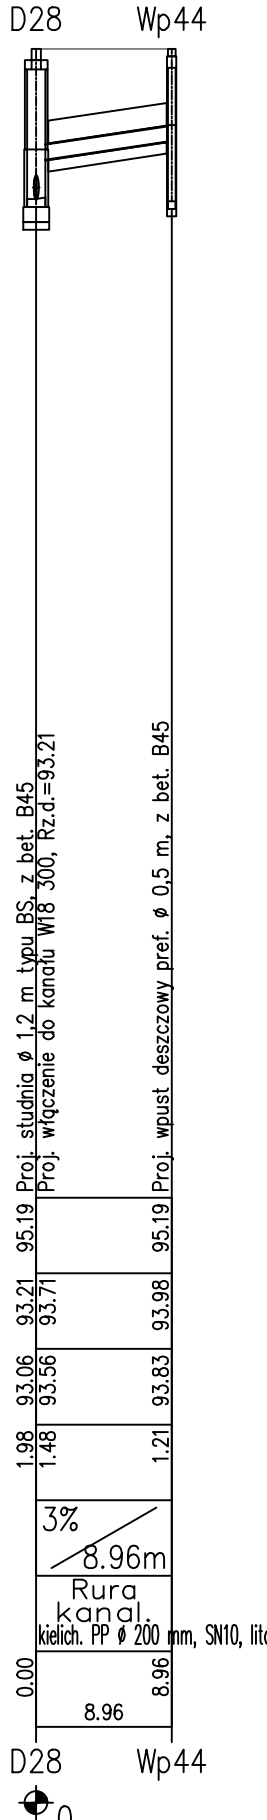 D28 Wp44
Proj. studnia ø 1,2 m typu BS, z bet. B45
Proj. włączenie do kanału W18 300, Rz.d.=93.21
Proj. wpust deszczowy pref. ø 0,5 m, z bet. B45
95.19 95.19
93.21 93.71 93.98
93.06 93.56 93.83
1.98 1.48 1.21
3%
8.96m
Rura
kanal.
kielich. PP ø 200 mm, SN10, lit
0.00 8.96
8.96
D28 Wp44
0